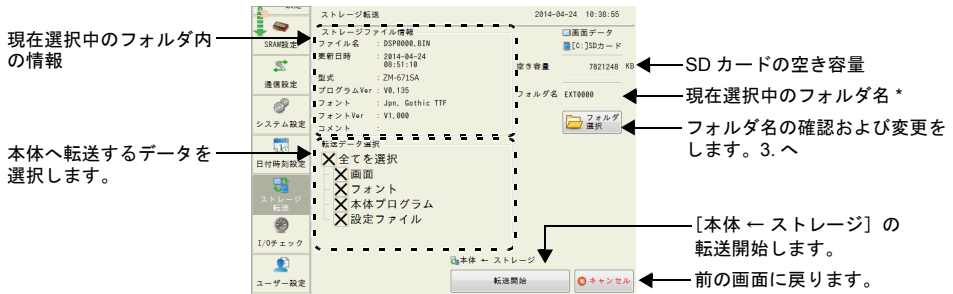 現在選択中のフォルダ内
の情報
本体へ転送するデータを
選択します。
SRAM設定
通信設定
システム設定
日付時刻設定
ストレージ
転送
I/Oチェック
ユーザー設定
ストレージ転送
2014-04-24 10:38:55
ストレージファイル情報
ファイル名 : DSP0000.BIN
更新日時 : 2014-04-24
08:51:10
型式 : ZM-671SA
プログラムVer : V0.135
フォント : Jpn. Gothic TTF
フォントVer : V1.000
コメント :
画面データ
[C:]SDカード
空き容量 7821248 KB
フォルダ名 EXT0000
フォルダ
選択
転送データ選択
全てを選択
画面
フォント
本体プログラム
設定ファイル
本体 ← ストレージ
転送開始
キャンセル
SD カードの空き容量
現在選択中のフォルダ名 *
フォルダ名の確認および変更を
します。3. へ
[本体 ← ストレージ] の
転送開始します。
前の画面に戻ります。